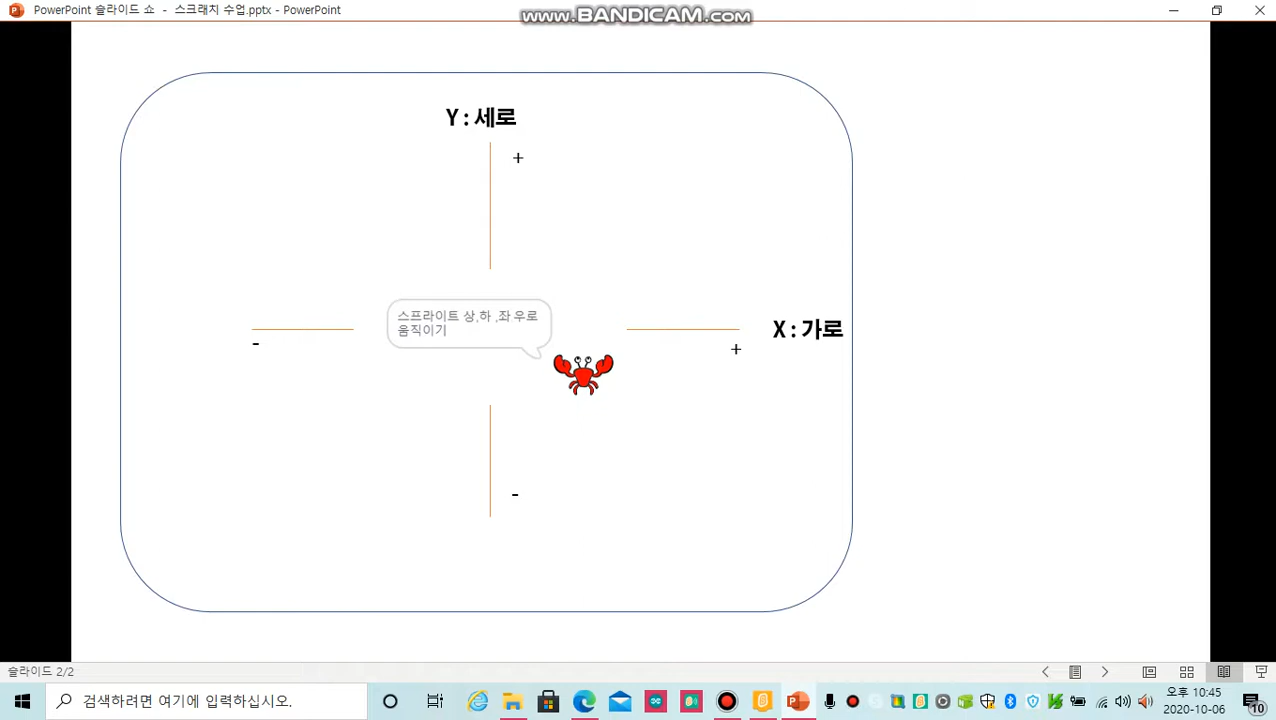 PowerPoint 슬라이드 쇼 - 스크래치 수업.pptx - PowerPoint
www.BANDICAM.com
Y : 세로
+
스프라이트 상,하 ,좌 우로
움직이기
X : 가로
-
+
-
슬라이드 2/2
검색하려면 여기에 입력하십시오.
오후 10:45
2020-10-06
10